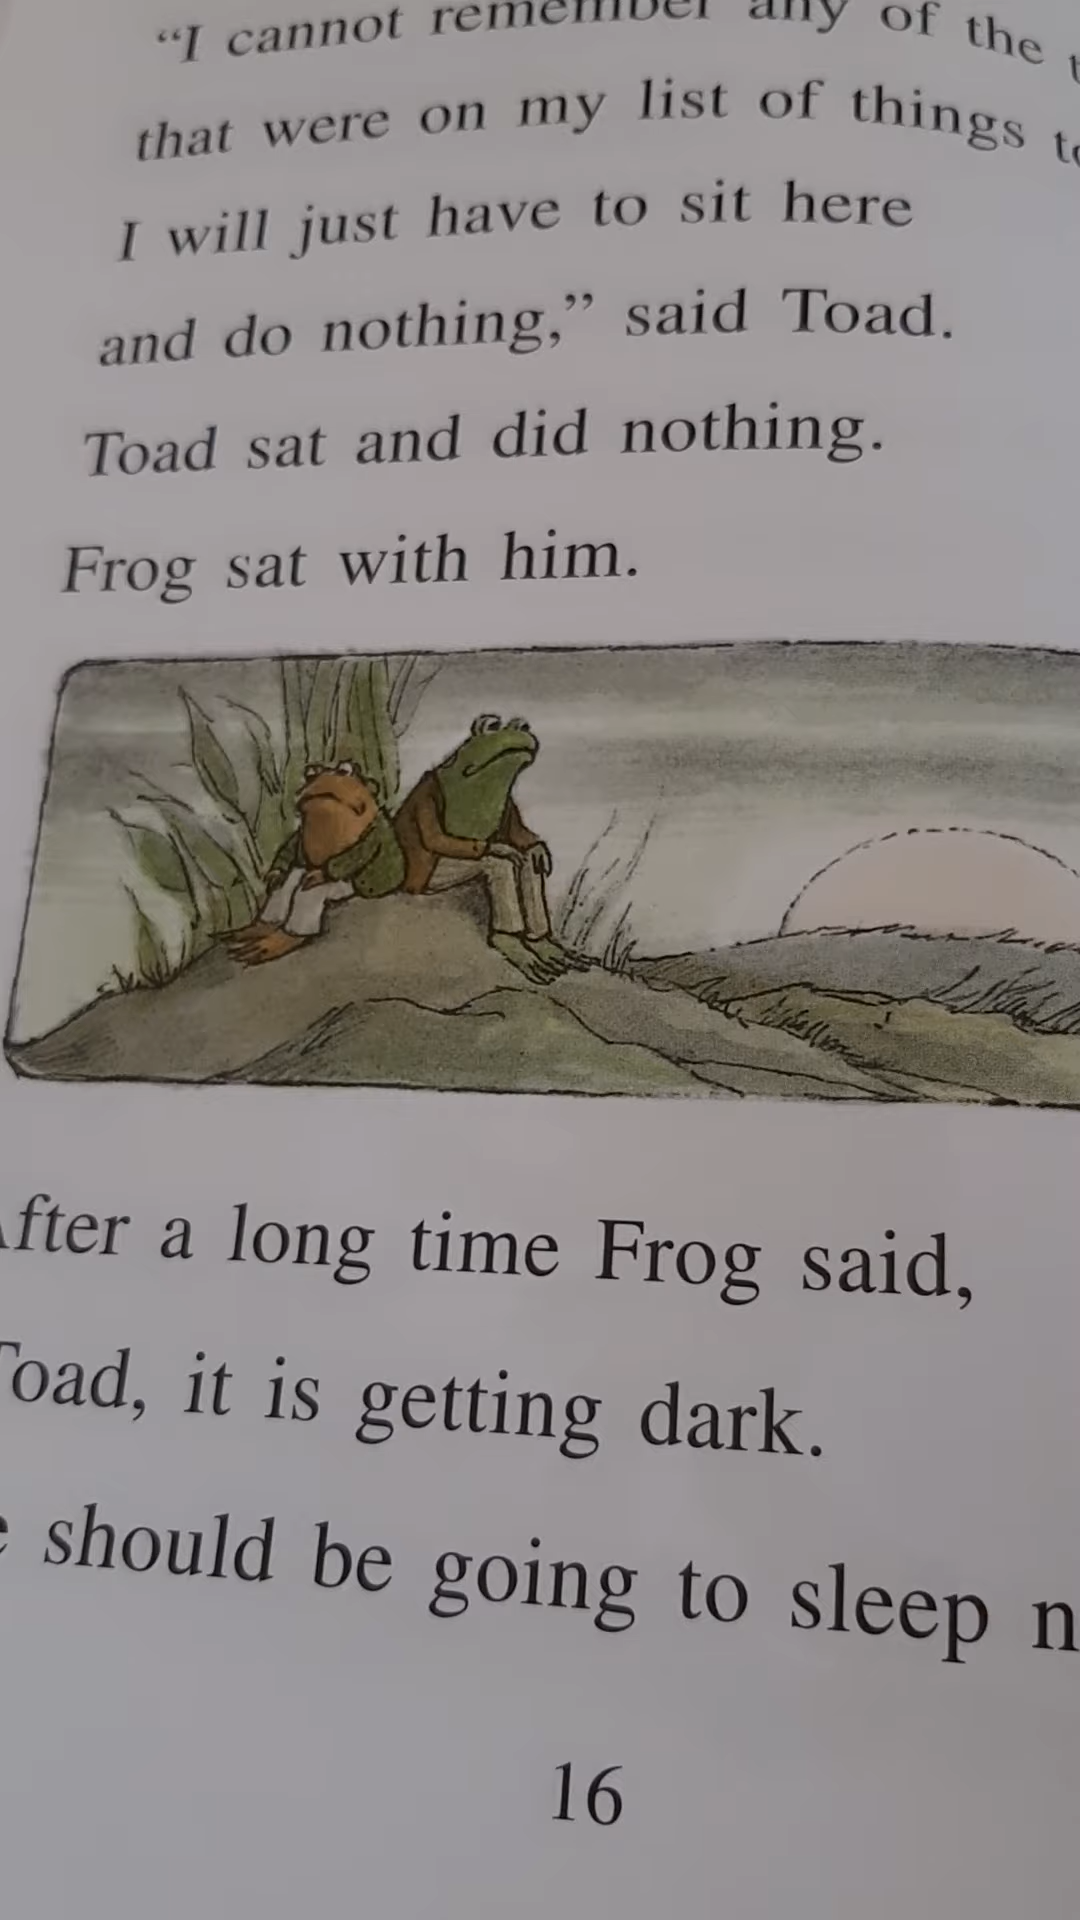 “I cannot remember any of the
that were on my list of things
I will just have to sit here
and do nothing,” said Toad.
Toad sat and did nothing.
Frog sat with him.
After a long time Frog said,
Toad, it is getting dark.
should be going to sleep
16